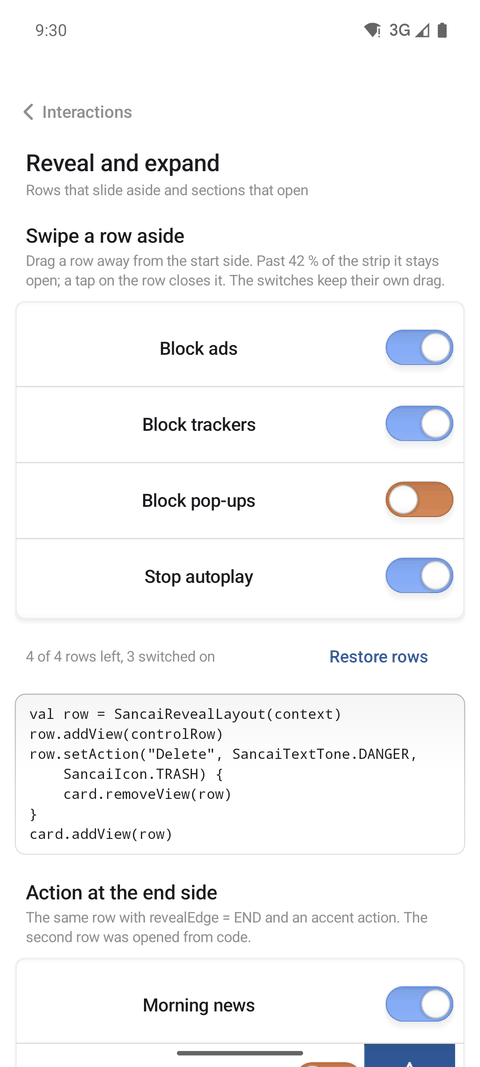 9:30
3G
Interactions
Reveal and expand
Rows that slide aside and sections that open
Swipe a row aside
Drag a row away from the start side. Past 42 % of the strip it stays
open; a tap on the row closes it. The switches keep their own drag.
Block ads
Block trackers
Block pop-ups
Stop autoplay
4 of 4 rows left, 3 switched on
Restore rows
val row = SancaiRevealLayout(context)
row.addView(controlRow)
row.setAction("Delete", SancaiTextTone.DANGER,
    SancaiIcon.TRASH) {
    card.removeView(row)
}
card.addView(row)
Action at the end side
The same row with revealEdge = END and an accent action. The
second row was opened from code.
Morning news